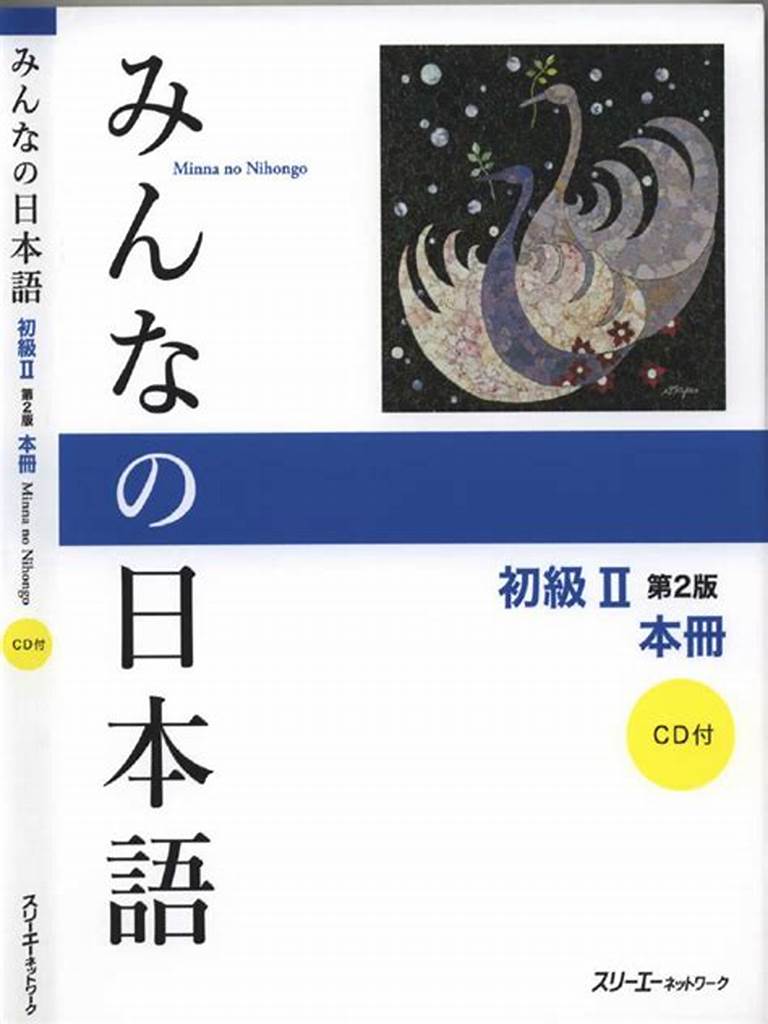 みんなの日本語
初級Ⅱ
第2版
本冊
Minna no Nihongo
CD付
スリーエーネットワーク
みんなの日本語
Minna no Nihongo
初級Ⅱ 第2版
本冊
CD付
スリーエーネットワーク